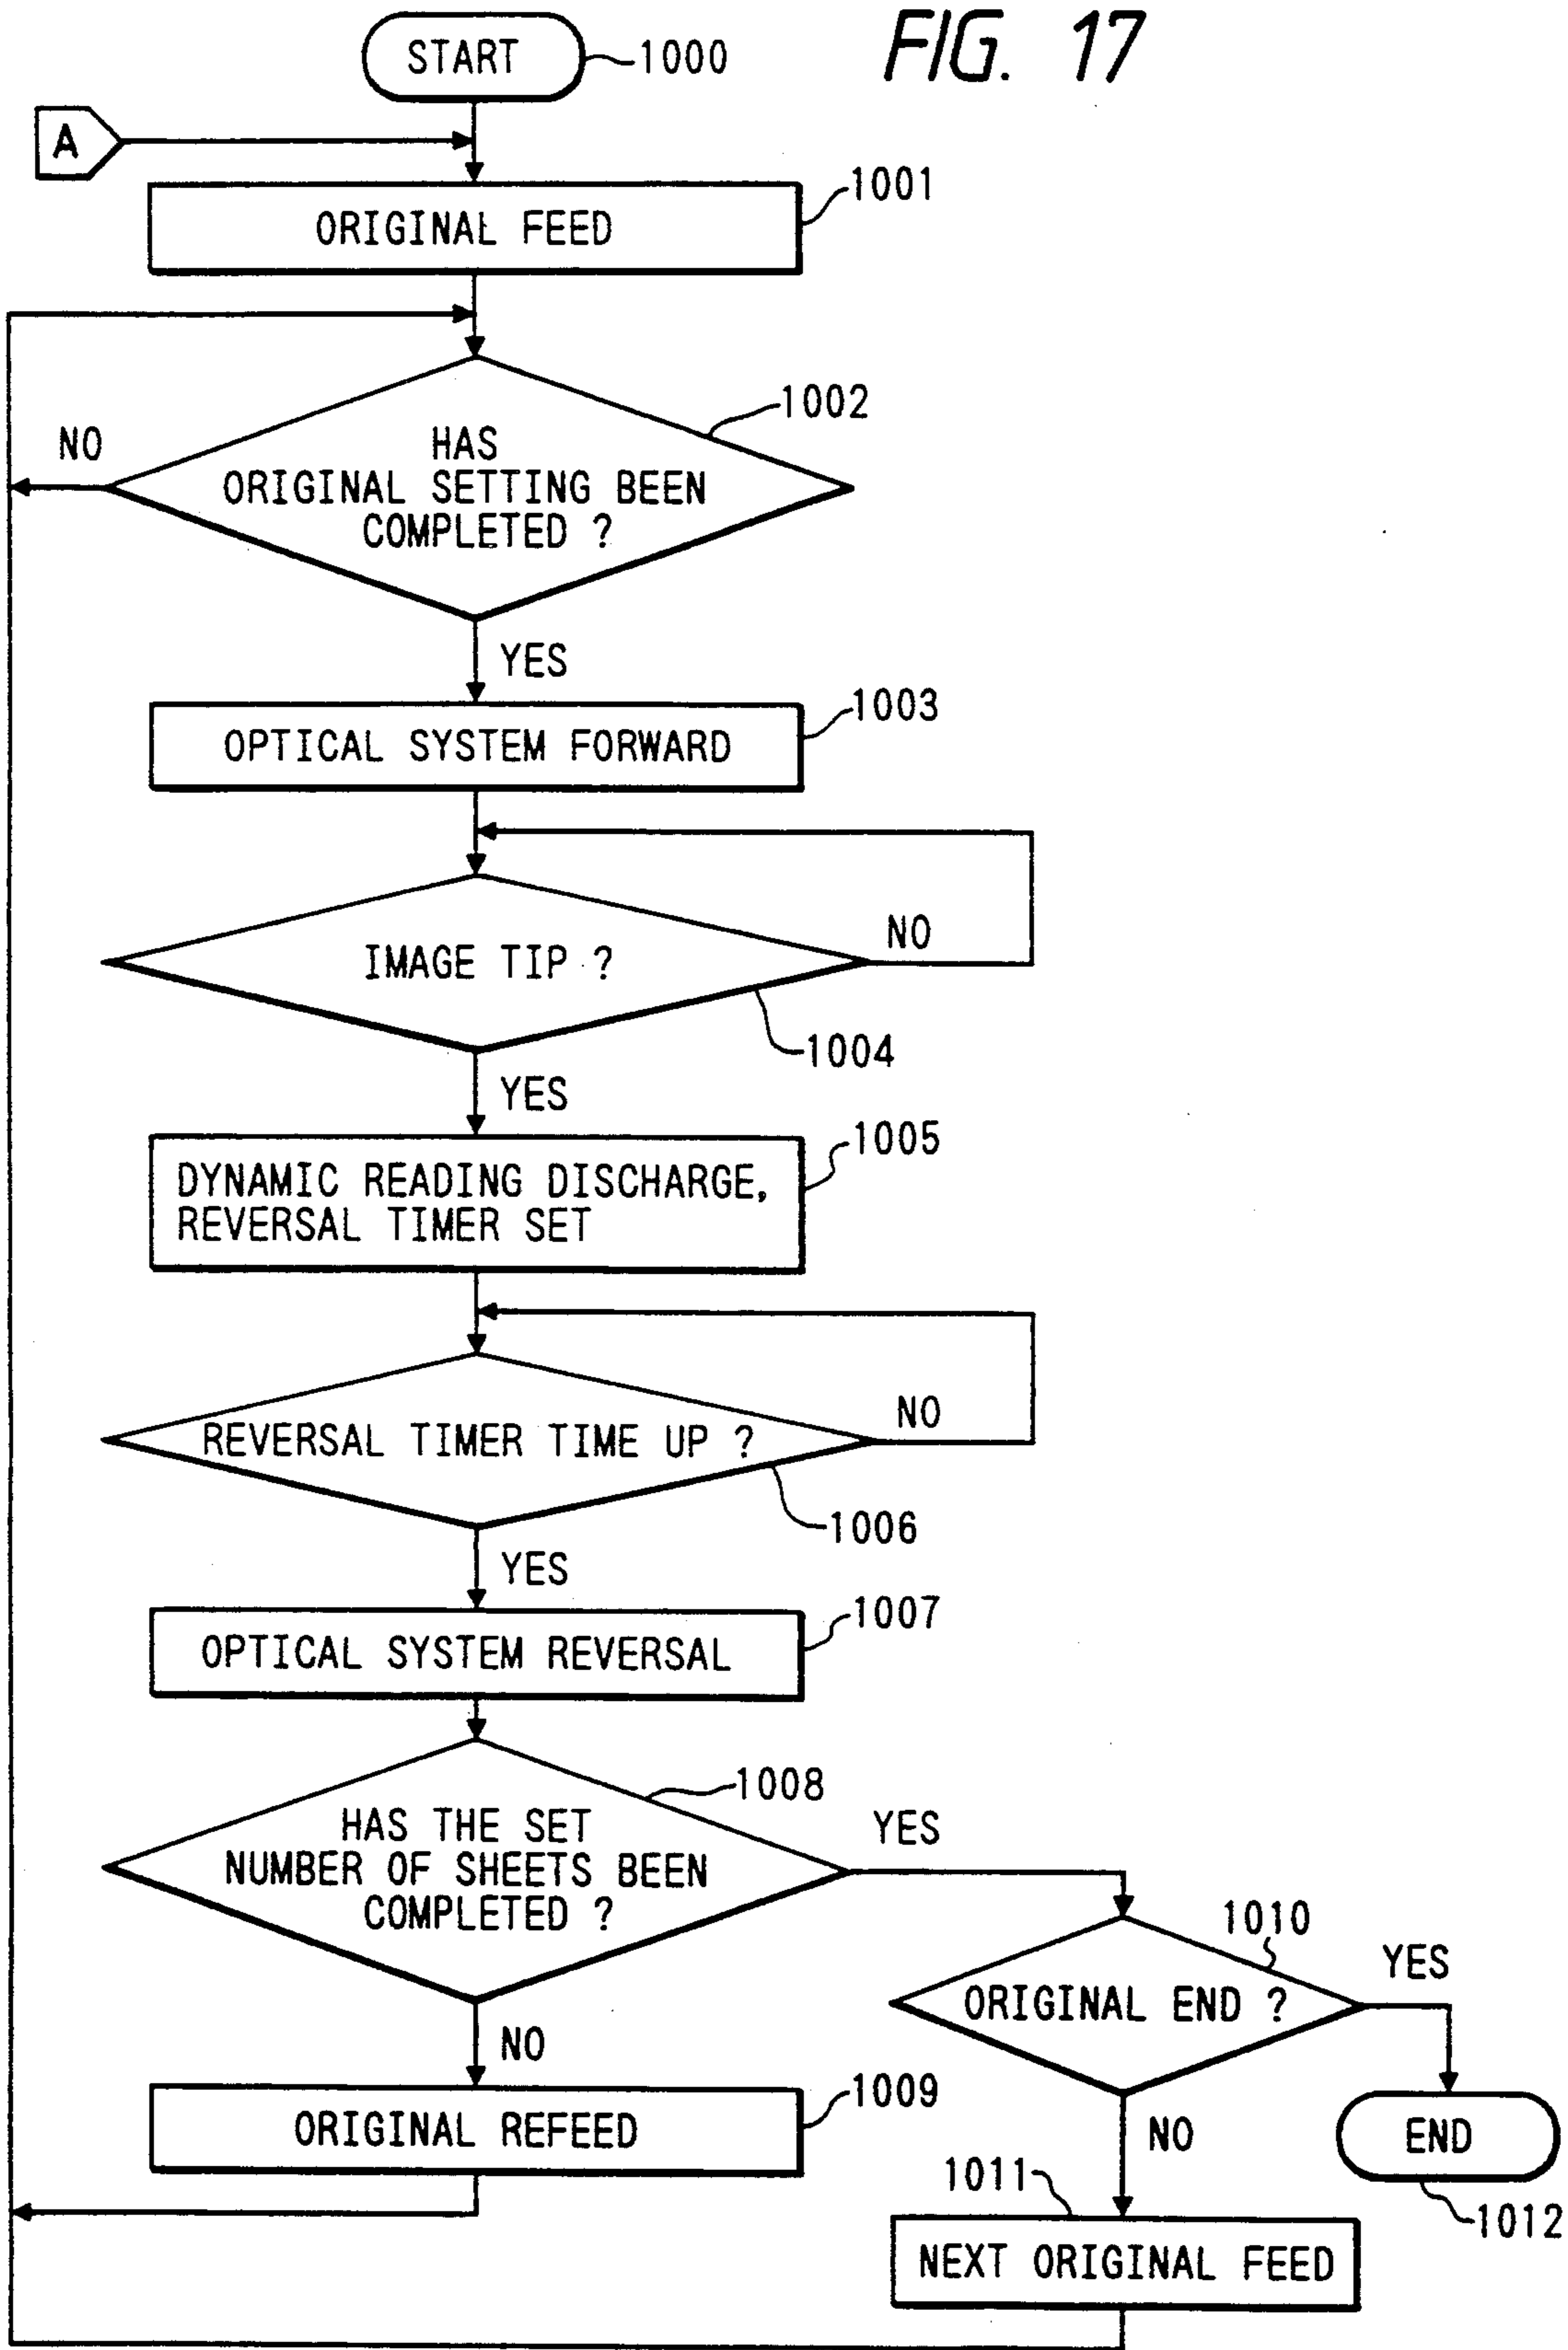 FIG. 17
START
1000
A
1001
ORIGINAL FEED
1002
NO
HAS
ORIGINAL SETTING BEEN
COMPLETED ?
YES
1003
OPTICAL SYSTEM FORWARD
NO
IMAGE TIP ?
1004
YES
1005
DYNAMIC READING DISCHARGE,
REVERSAL TIMER SET
NO
REVERSAL TIMER TIME UP ?
1006
YES
1007
OPTICAL SYSTEM REVERSAL
1008
HAS THE SET
NUMBER OF SHEETS BEEN
COMPLETED ?
YES
1010
YES
ORIGINAL END ?
NO
1009
ORIGINAL REFEED
NO
END
1011
1012
NEXT ORIGINAL FEED